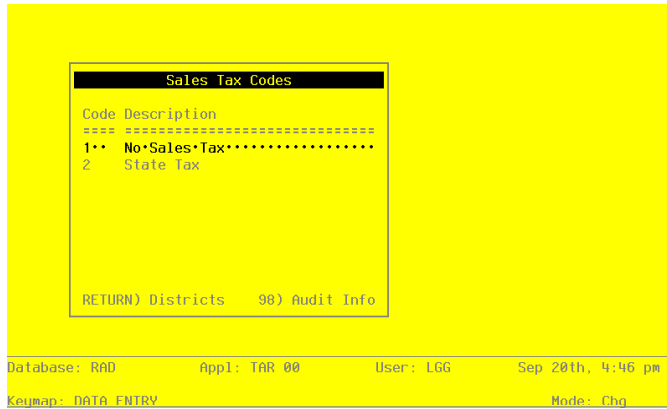 Sales Tax Codes
Code Description
==== ==============================
1•• No•Sales•Tax••••••••••••••••••
2 State Tax
RETURN) Districts 98) Audit Info
Database: RAD Appl: TAR 00 User: LGG Sep 20th, 4:46 pm
Keymap: DATA ENTRY Mode: Chg